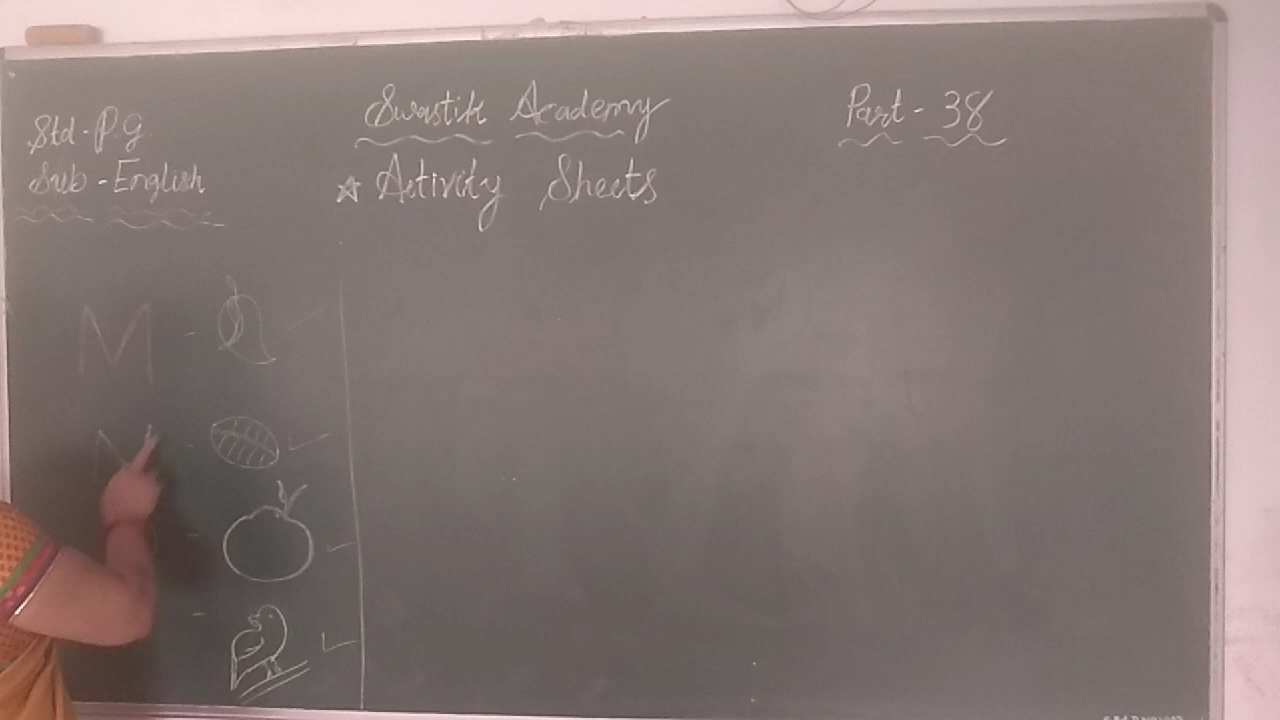 Swastik Academy
Part - 38
Std - P.G
Sub - English
☆ Activity Sheets
M -
N -
-
-